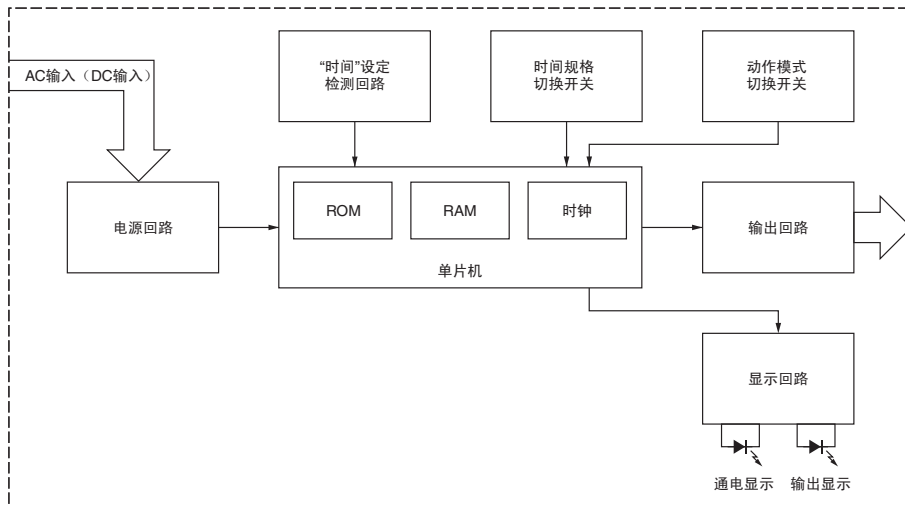 AC输入（DC输入）
“时间”设定
检测回路
时间规格
切换开关
动作模式
切换开关
电源回路
ROM
RAM
时钟
单片机
输出回路
显示回路
通电显示
输出显示